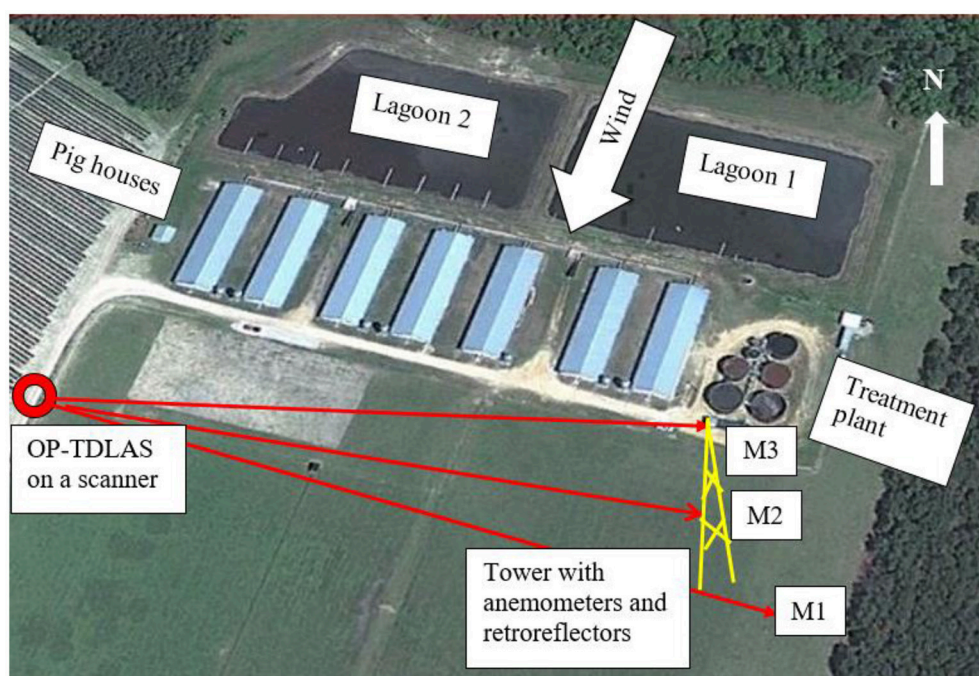 Lagoon 2
Wind
N
Lagoon 1
Pig houses
Treatment
plant
OP-TDLAS
on a scanner
M3
M2
Tower with
anemometers and
retroreflectors
M1